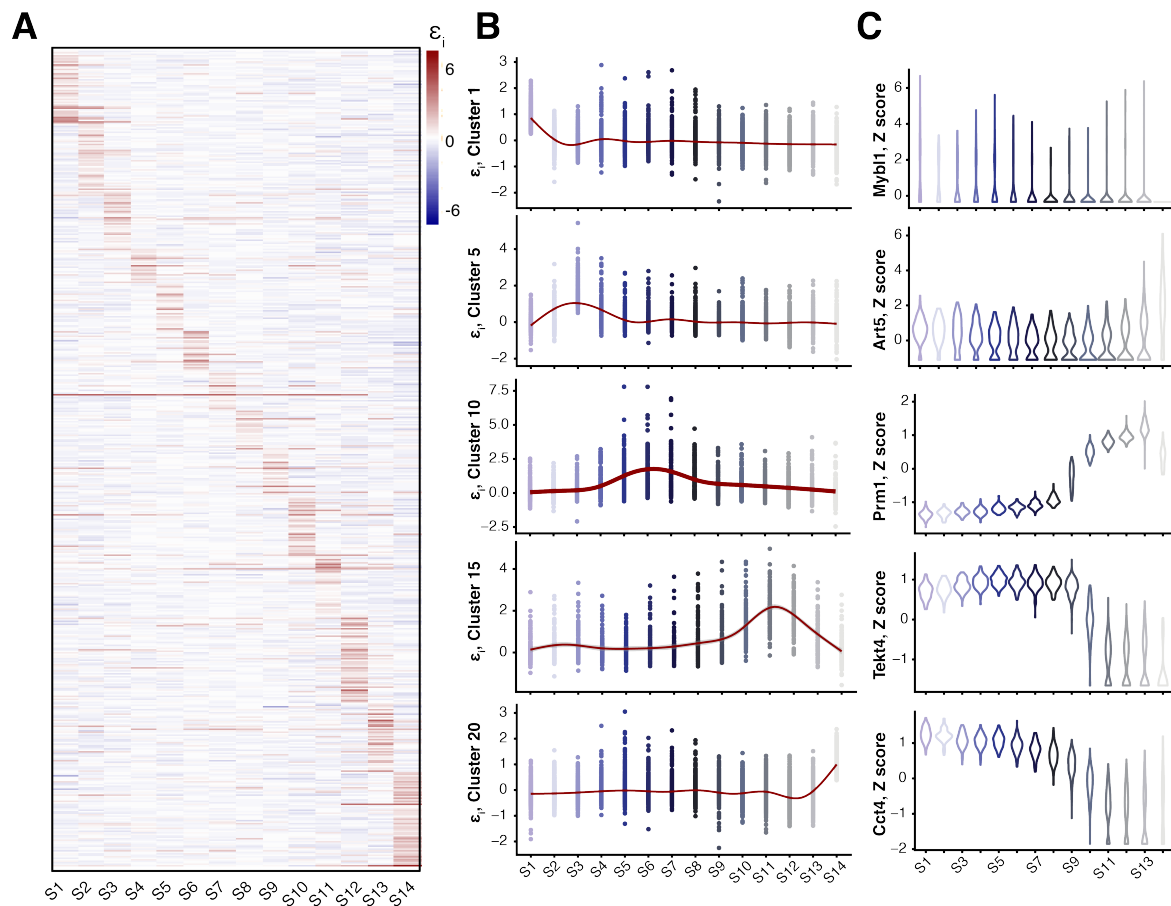 A
B
C
εi
6
0
-6
S1
S2
S3
S4
S5
S6
S7
S8
S9
S10
S11
S12
S13
S14
εi, Cluster 1
3
2
1
0
−1
−2
εi, Cluster 5
4
2
0
−2
εi, Cluster 10
7.5
5.0
2.5
0.0
−2.5
εi, Cluster 15
4
2
0
εi, Cluster 20
3
2
1
0
−1
−2
S1
S2
S3
S4
S5
S6
S7
S8
S9
S10
S11
S12
S13
S14
Mybl1, Z score
6
4
2
0
Art5, Z score
6
4
2
0
Prm1, Z score
2
1
0
−1
Tekt4, Z score
1
0
−1
Cct4, Z score
1
0
−1
−2
S1
S3
S5
S7
S9
S11
S13